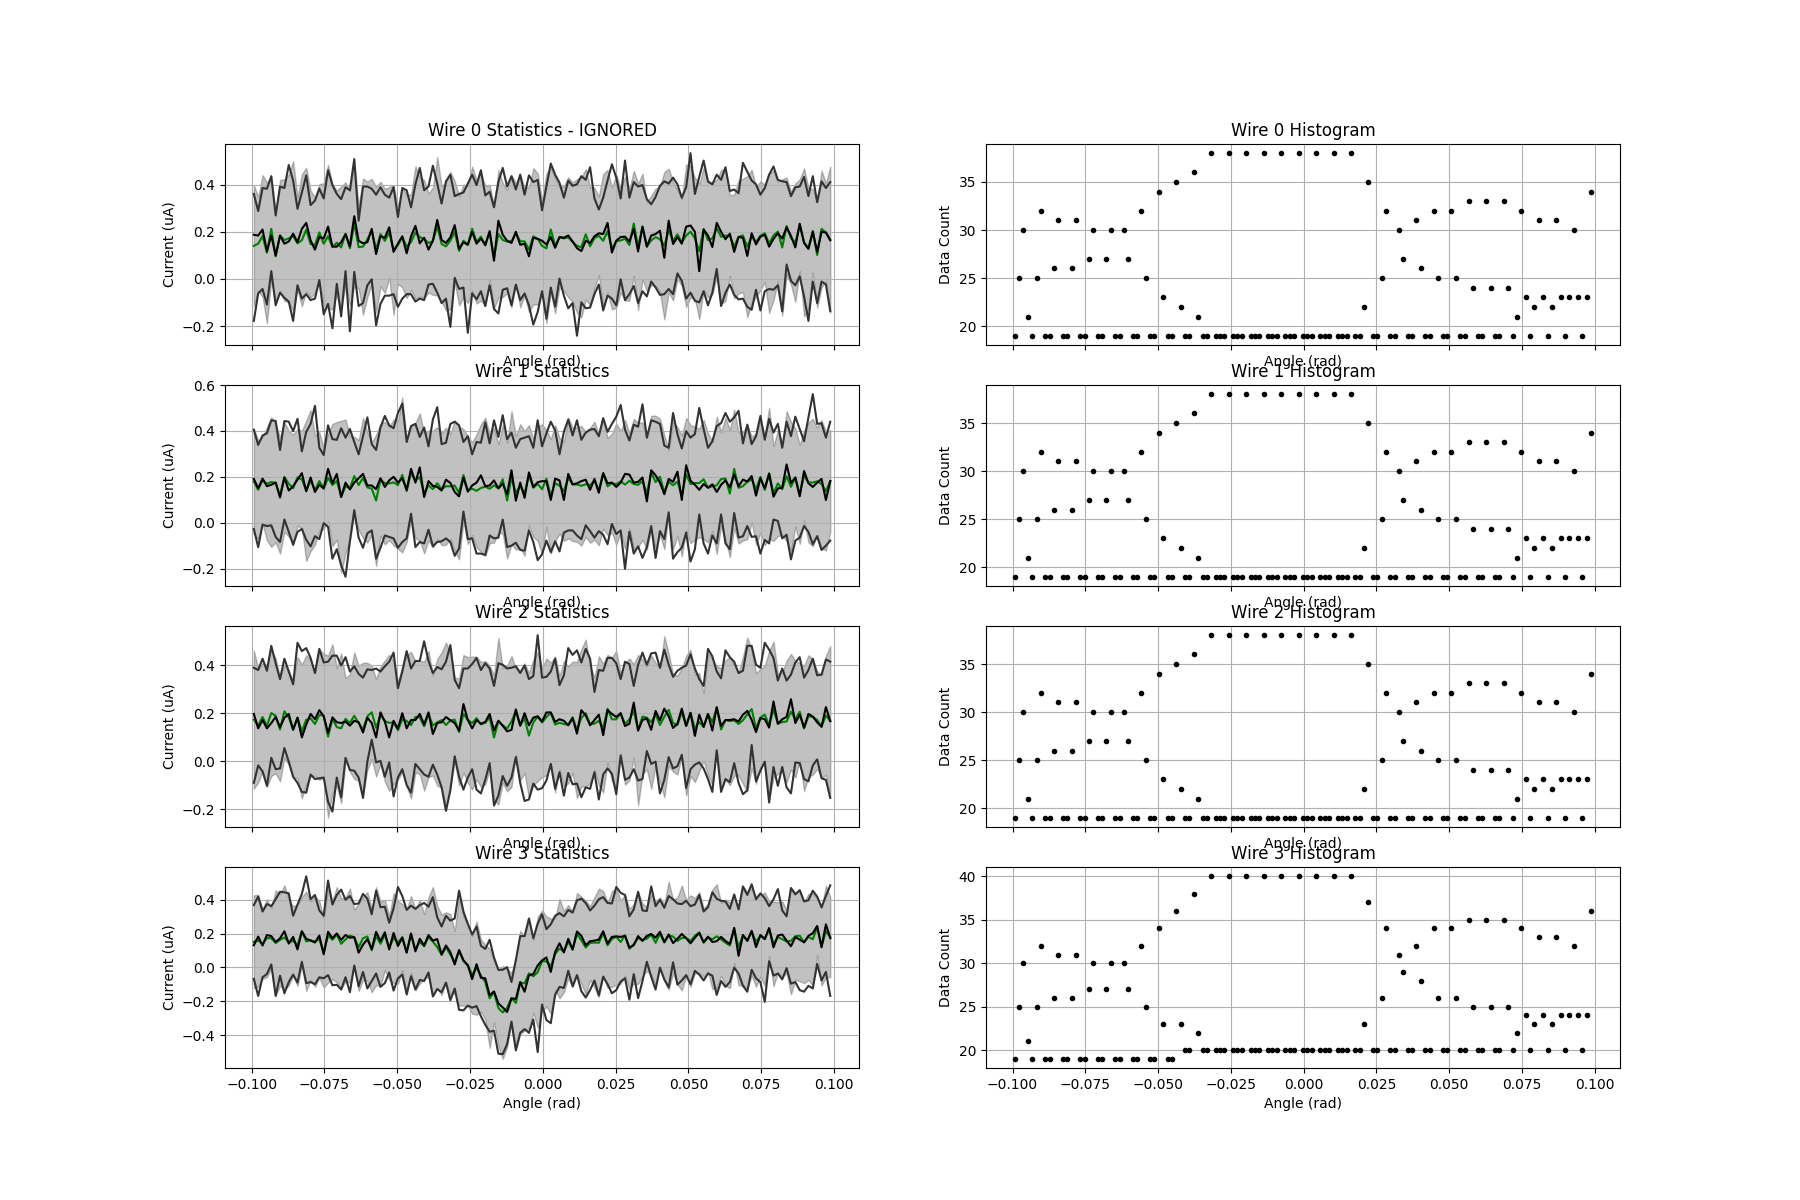 Wire 0 Statistics - IGNORED
Current (uA)
0.4
0.2
0.0
−0.2
Angle (rad)
Wire 0 Histogram
Data Count
35
30
25
20
Angle (rad)
Wire 1 Statistics
Current (uA)
0.6
0.4
0.2
0.0
−0.2
Angle (rad)
Wire 1 Histogram
Data Count
35
30
25
20
Angle (rad)
Wire 2 Statistics
Current (uA)
0.4
0.2
0.0
−0.2
Angle (rad)
Wire 2 Histogram
Data Count
35
30
25
20
Angle (rad)
Wire 3 Statistics
Current (uA)
0.4
0.2
0.0
−0.2
−0.4
−0.100 −0.075 −0.050 −0.025 0.000 0.025 0.050 0.075 0.100
Angle (rad)
Wire 3 Histogram
Data Count
40
35
30
25
20
−0.100 −0.075 −0.050 −0.025 0.000 0.025 0.050 0.075 0.100
Angle (rad)